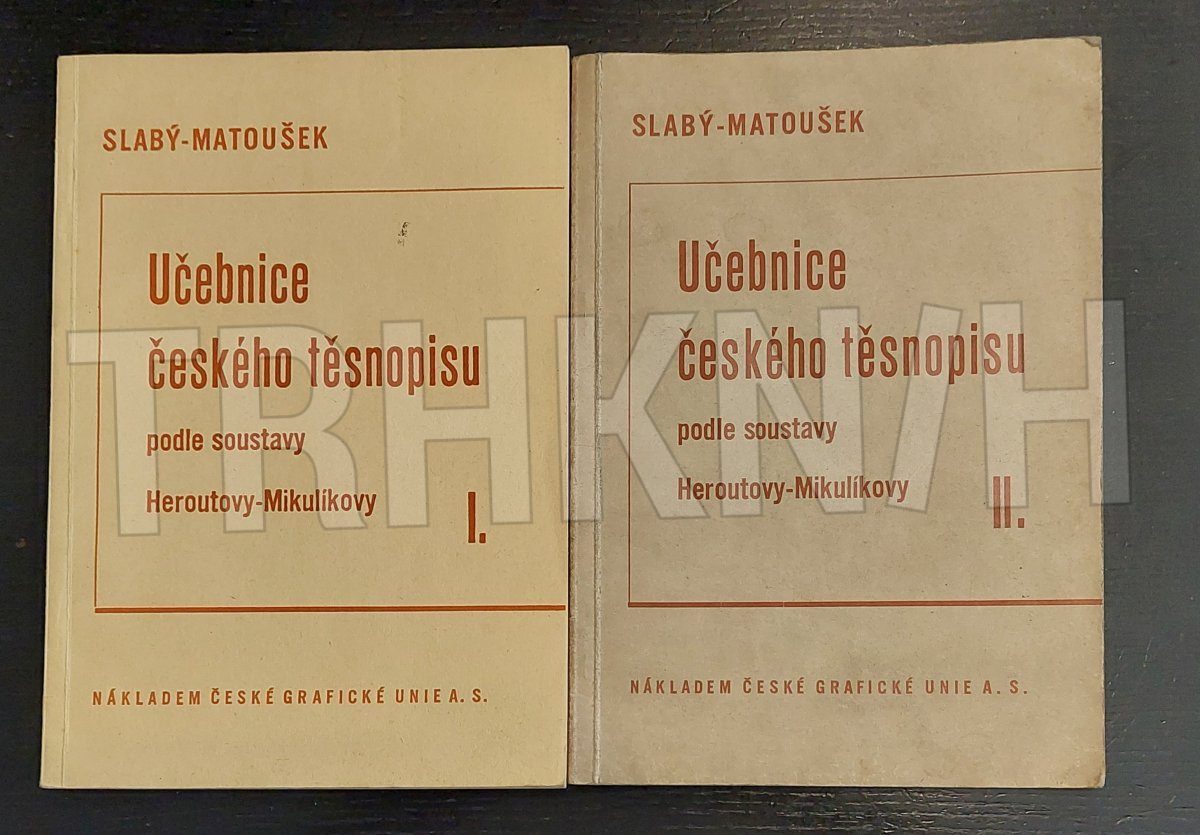 SLABÝ-MATOUŠEK
Učebnice
českého těsnopisu
podle soustavy
Heroutovy-Mikulíkovy
I.
NÁKLADEM ČESKÉ GRAFICKÉ UNIE A. S.
SLABÝ-MATOUŠEK
Učebnice
českého těsnopisu
podle soustavy
Heroutovy-Mikulíkovy
II.
NÁKLADEM ČESKÉ GRAFICKÉ UNIE A. S.
TRHKN/H